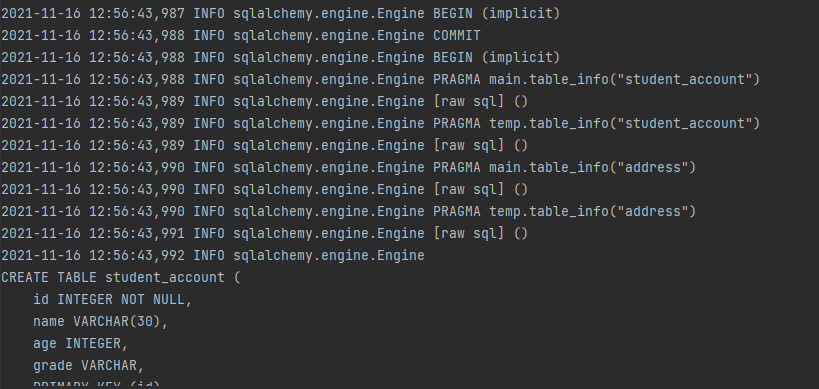 2021-11-16 12:56:43,987 INFO sqlalchemy.engine.Engine BEGIN (implicit)
2021-11-16 12:56:43,988 INFO sqlalchemy.engine.Engine COMMIT
2021-11-16 12:56:43,988 INFO sqlalchemy.engine.Engine BEGIN (implicit)
2021-11-16 12:56:43,988 INFO sqlalchemy.engine.Engine PRAGMA main.table_info("student_account")
2021-11-16 12:56:43,989 INFO sqlalchemy.engine.Engine [raw sql] ()
2021-11-16 12:56:43,989 INFO sqlalchemy.engine.Engine PRAGMA temp.table_info("student_account")
2021-11-16 12:56:43,989 INFO sqlalchemy.engine.Engine [raw sql] ()
2021-11-16 12:56:43,990 INFO sqlalchemy.engine.Engine PRAGMA main.table_info("address")
2021-11-16 12:56:43,990 INFO sqlalchemy.engine.Engine [raw sql] ()
2021-11-16 12:56:43,990 INFO sqlalchemy.engine.Engine PRAGMA temp.table_info("address")
2021-11-16 12:56:43,991 INFO sqlalchemy.engine.Engine [raw sql] ()
2021-11-16 12:56:43,992 INFO sqlalchemy.engine.Engine
CREATE TABLE student_account (
    id INTEGER NOT NULL,
    name VARCHAR(30),
    age INTEGER,
    grade VARCHAR,
    PRIMARY KEY (id)